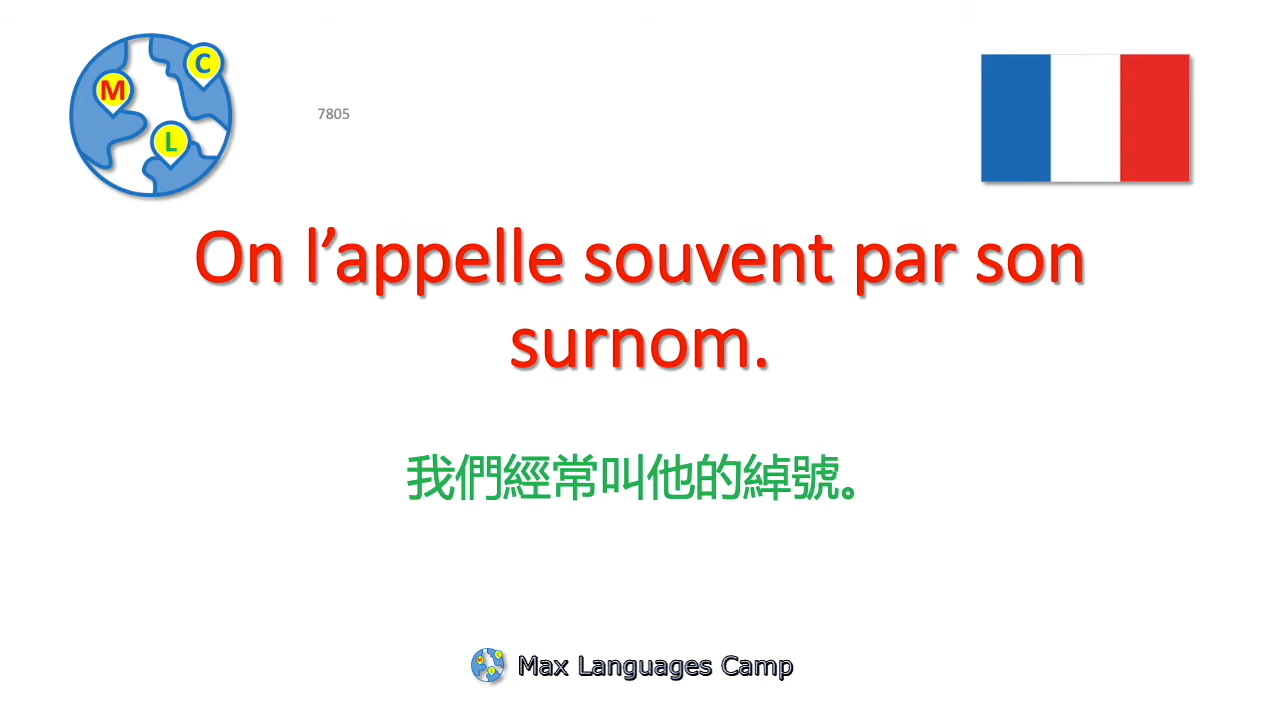 C
M
L
7805
On l’appelle souvent par son
surnom.
我們經常叫他的綽號。
Max Languages Camp